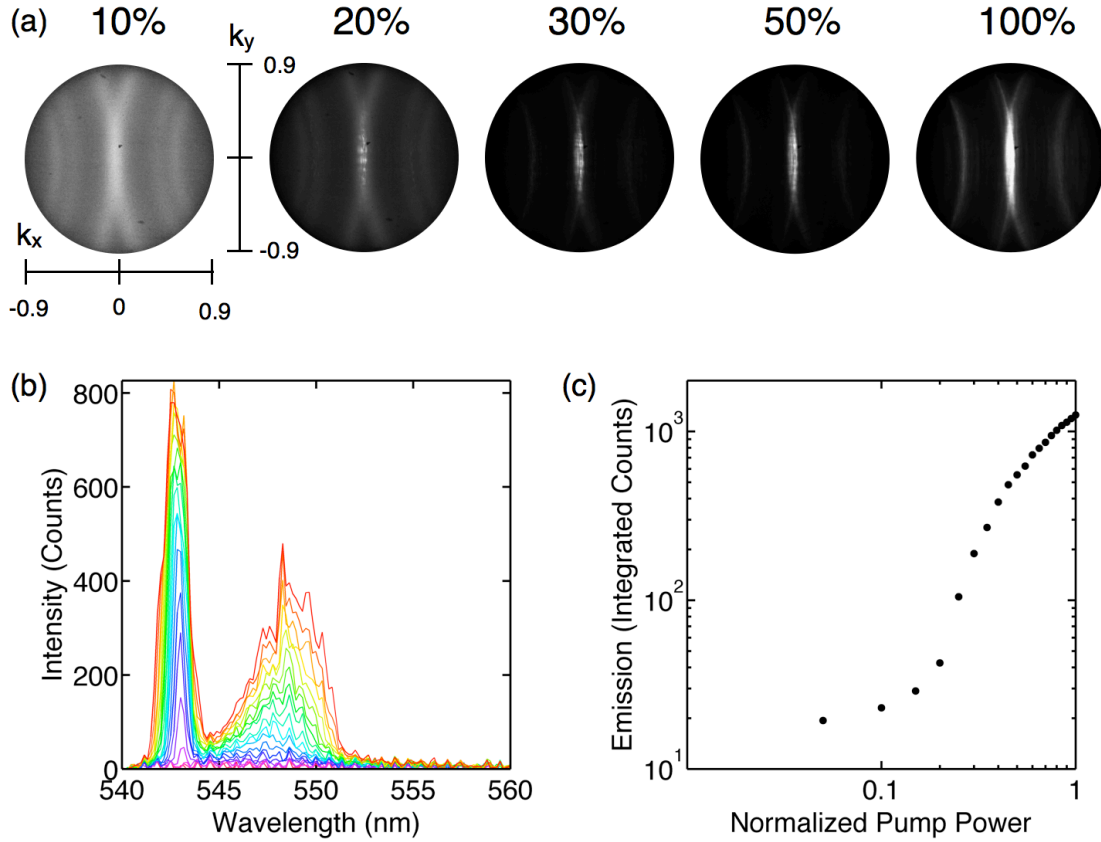 (a) 10% 20% 30% 50% 100%
ky
0.9
-0.9
kx
-0.9 0 0.9
(b)
800
600
400
200
0
540 545 550 555 560
Intensity (Counts)
Wavelength (nm)
(c)
10³
10²
10¹
0.1 1
Emission (Integrated Counts)
Normalized Pump Power